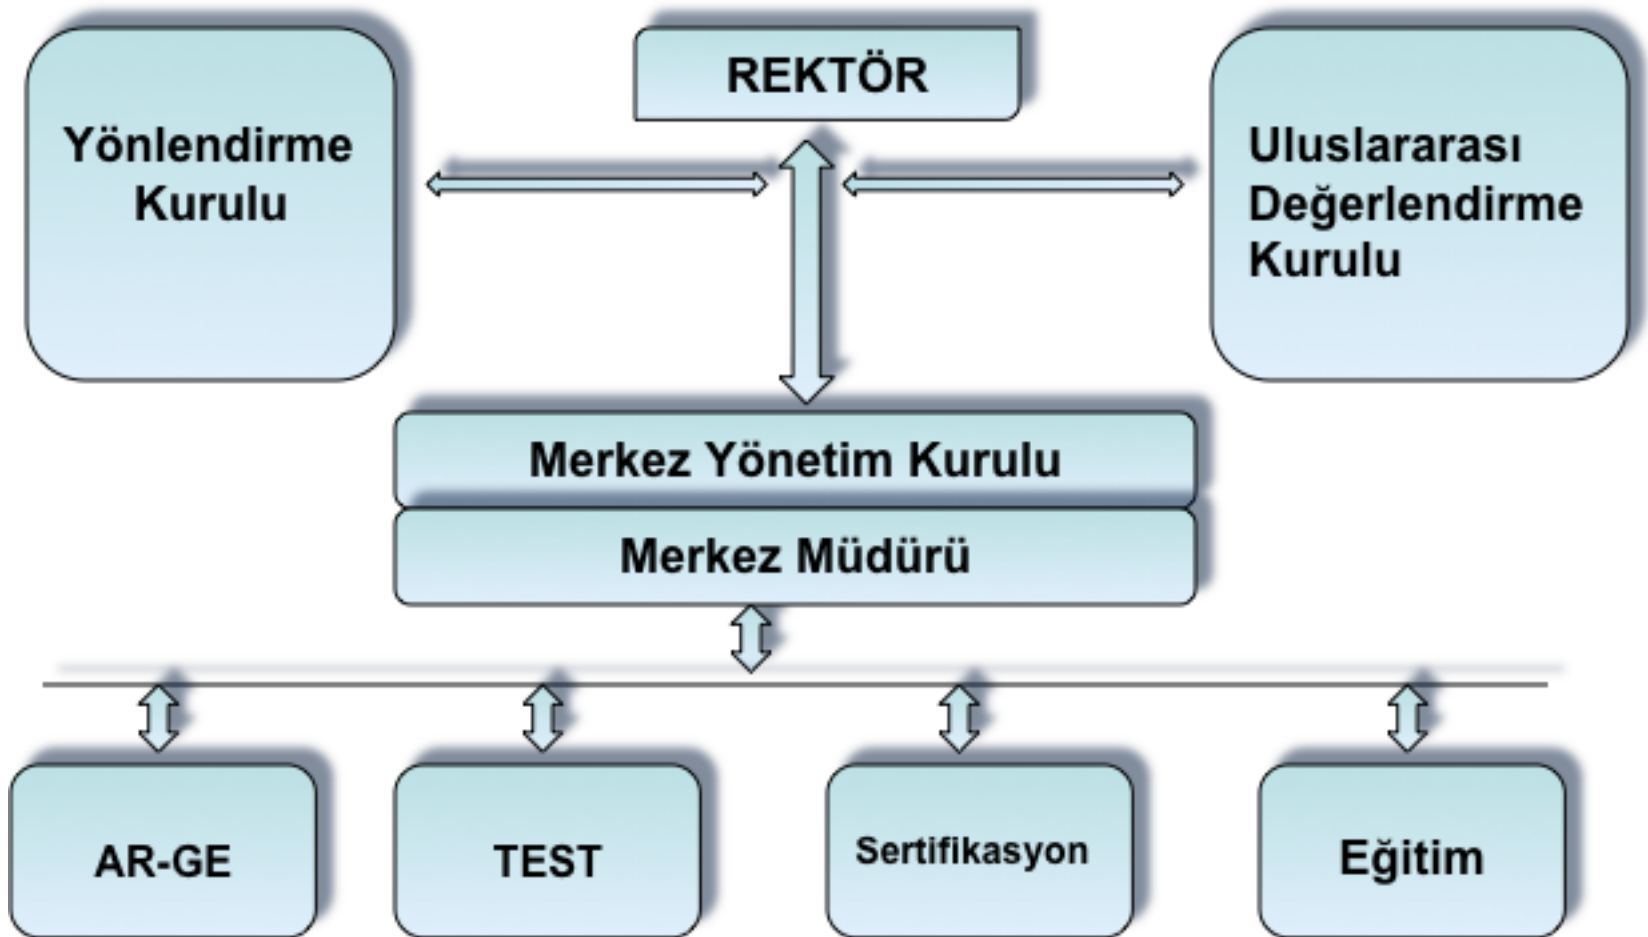 REKTÖR
Yönlendirme
Kurulu
Uluslararası
Değerlendirme
Kurulu
Merkez Yönetim Kurulu
Merkez Müdürü
AR-GE
TEST
Sertifikasyon
Eğitim